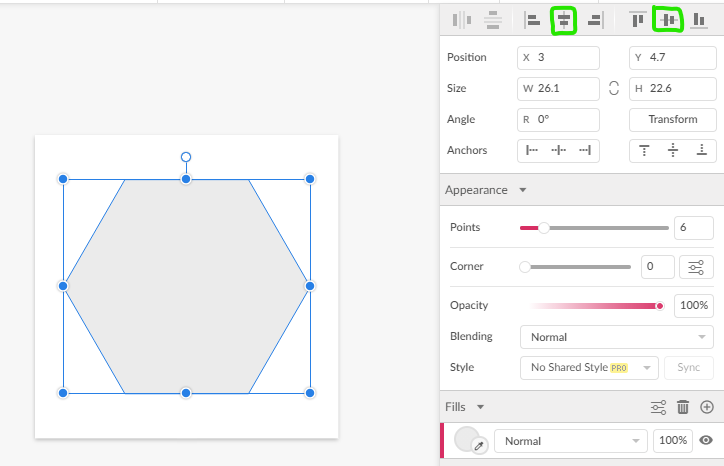 Position X 3 Y 4.7
Size W 26.1 H 22.6
Angle R 0° Transform
Anchors
Appearance
Points 6
Corner 0
Opacity 100%
Blending Normal
Style No Shared Style PRO Sync
Fills
Normal 100%